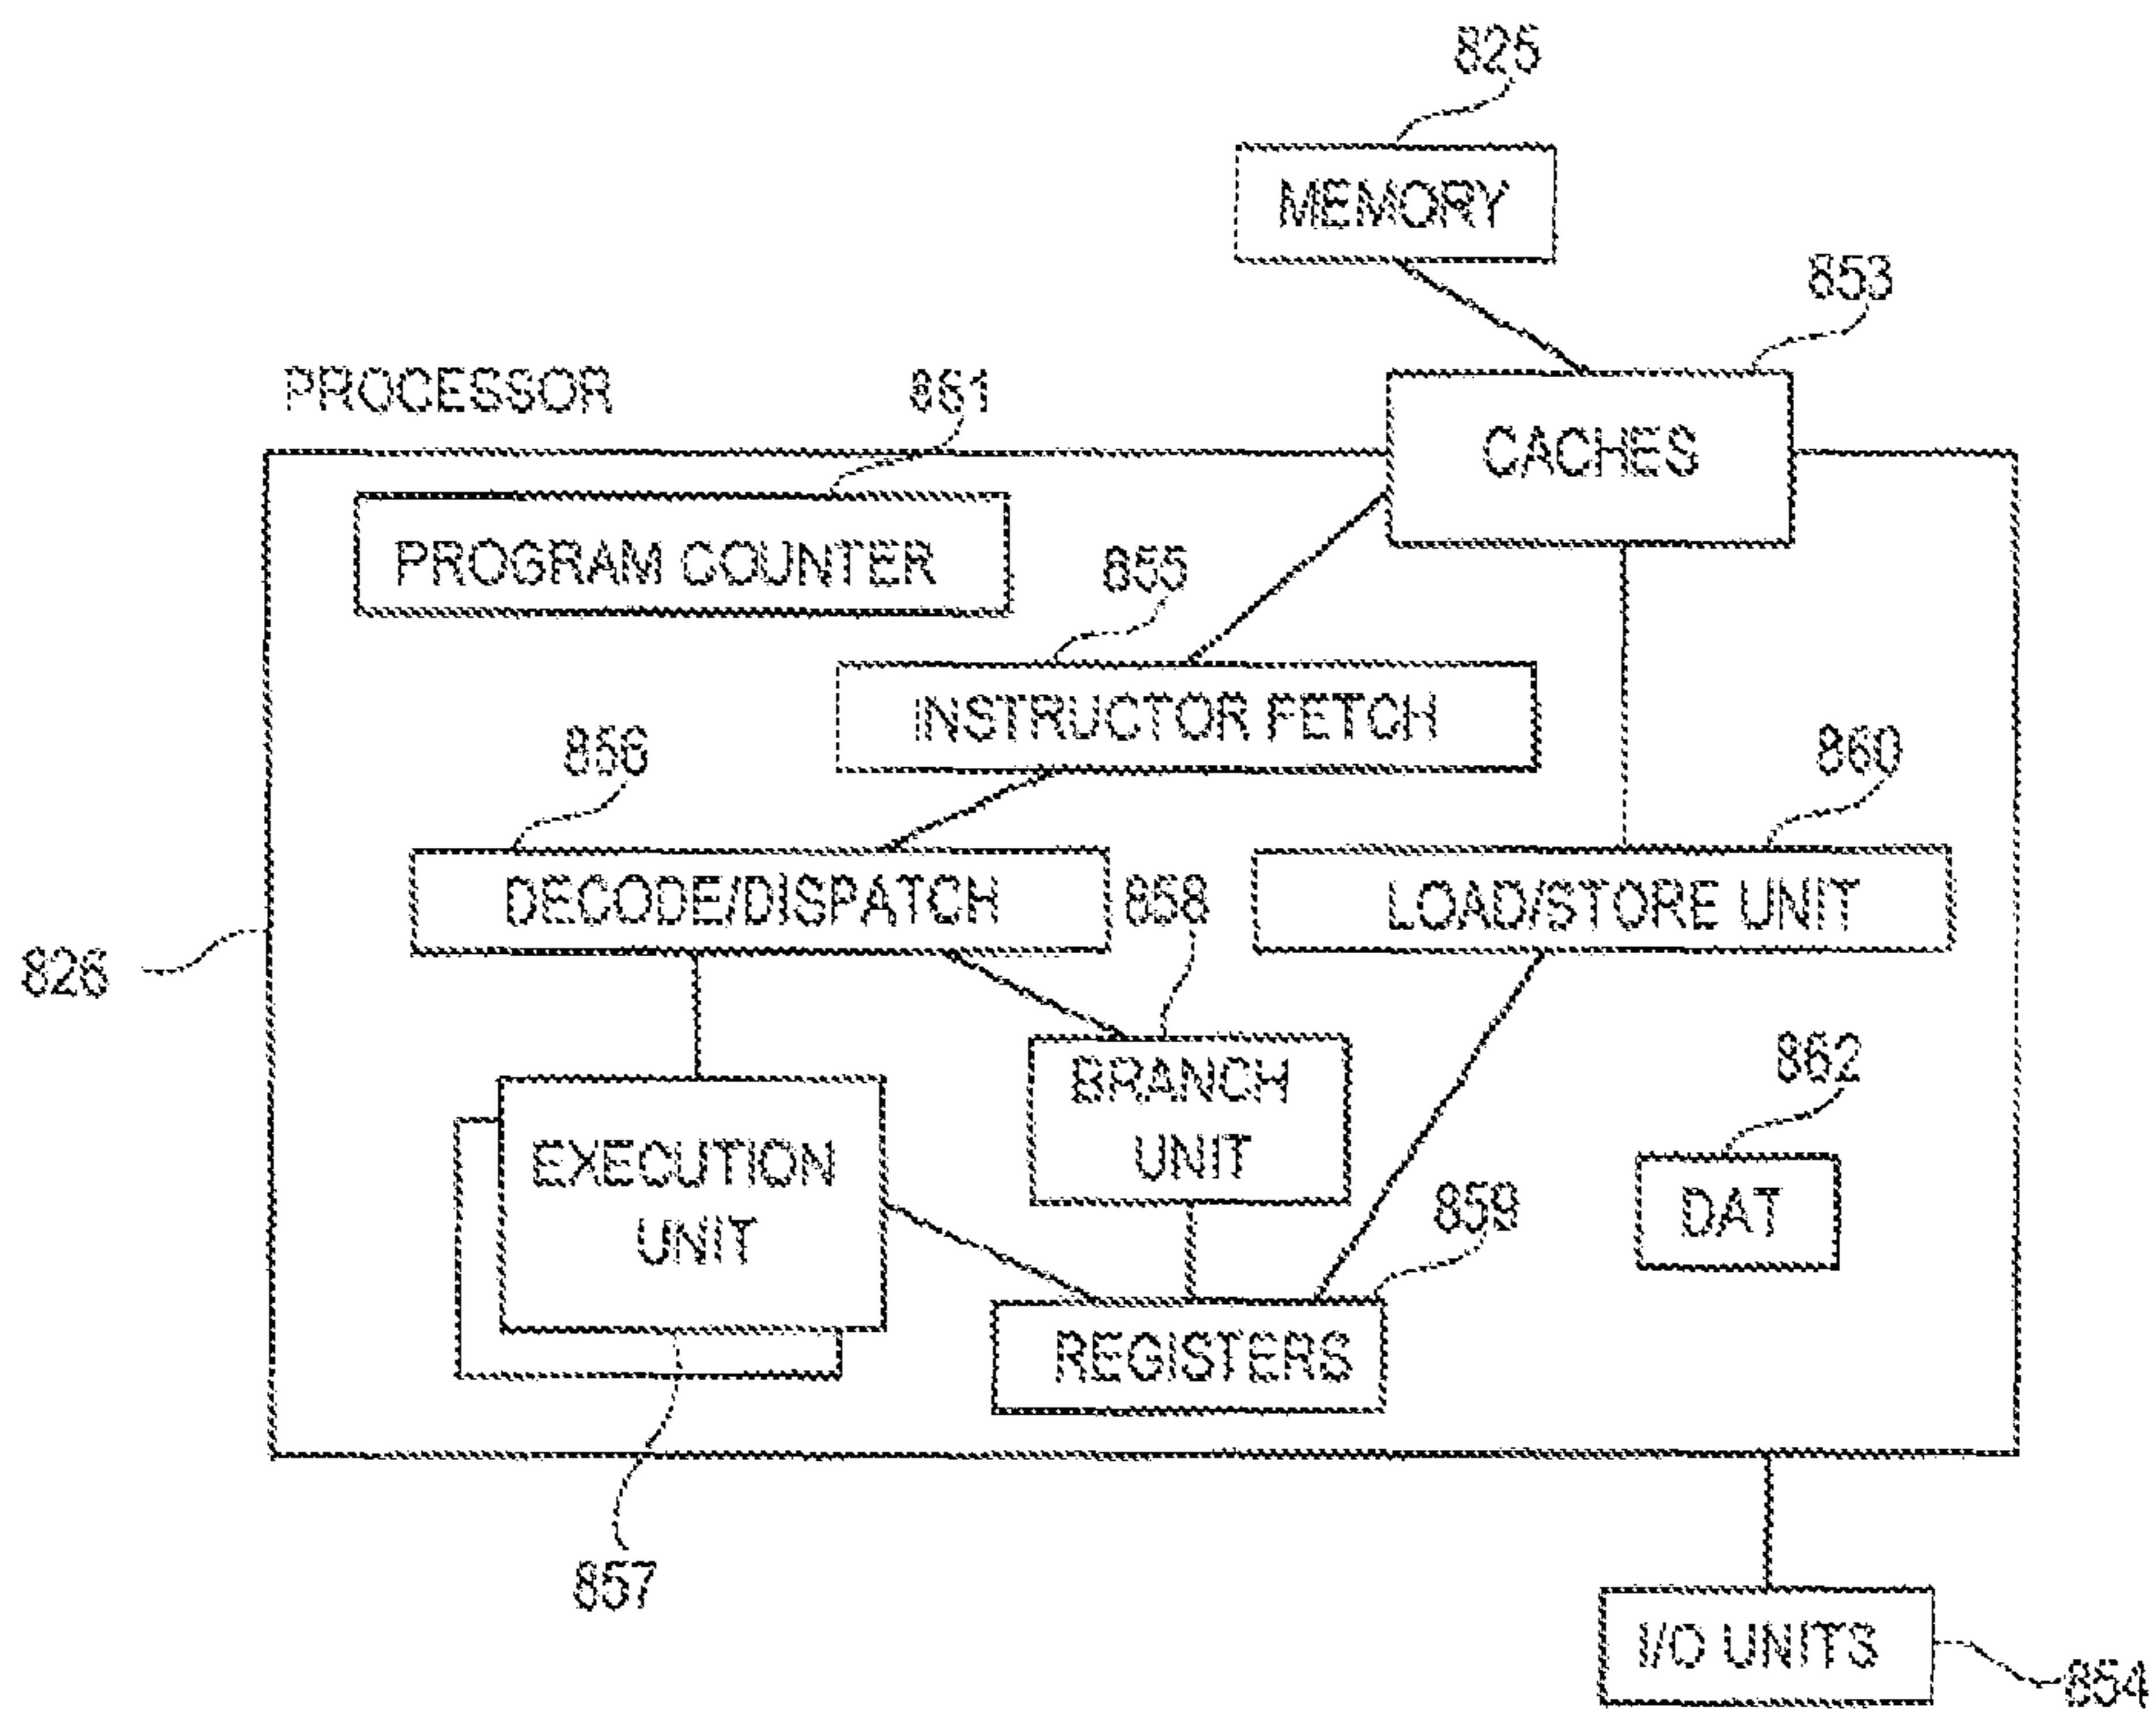 825
MEMORY
853
PROCESSOR
861
CACHES
PROGRAM COUNTER
855
INSTRUCTOR FETCH
856
860
DECODE/DISPATCH
858
LOAD/STORE UNIT
826
BRANCH
UNIT
862
EXECUTION
UNIT
859
DAT
REGISTERS
857
I/O UNITS
854